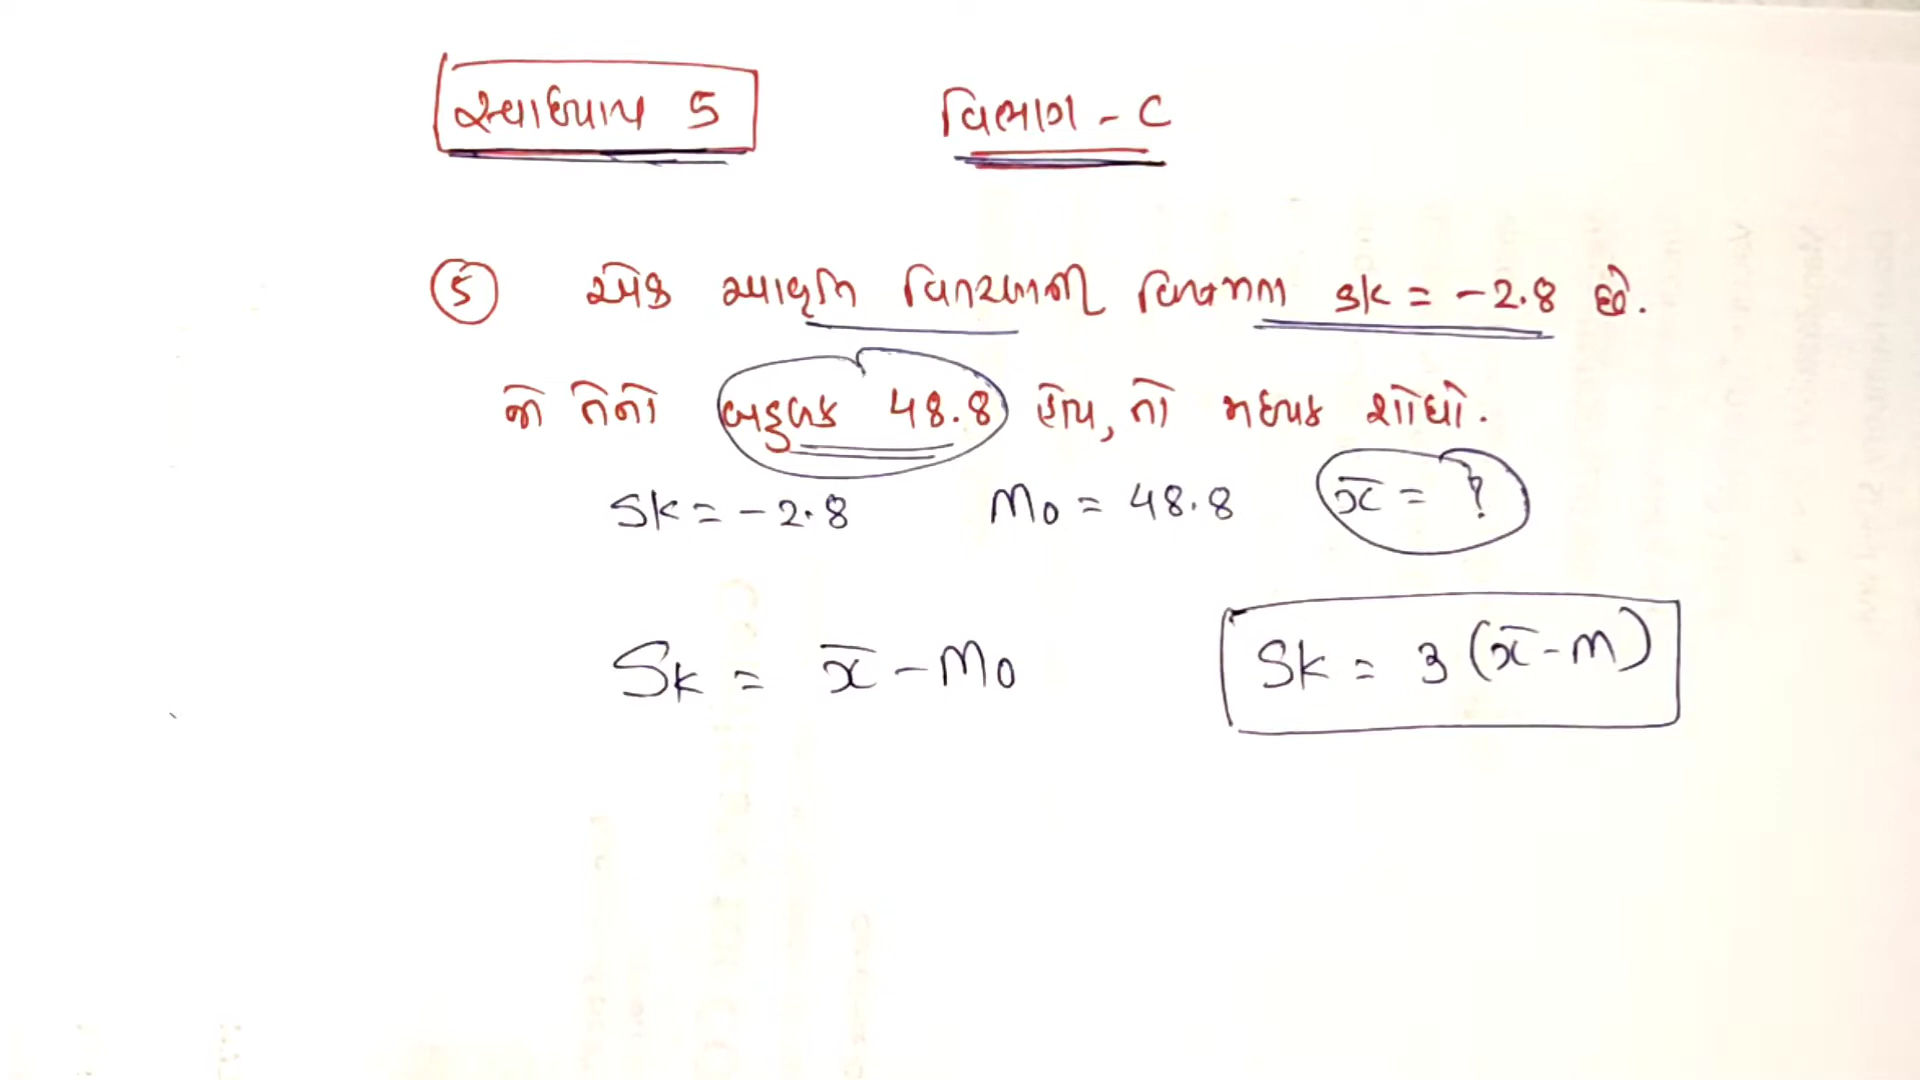 સ્વાધ્યાય 5 વિભાગ - C
(5) એક આવૃત્તિ વિતરણની વિષમતા Sk = -2.8 છે.
જો તેનો બહુલક 48.8 હોય, તો મધ્યક શોધો.
Sk = -2.8 Mo = 48.8 x̄ = ?
Sk = x̄ - Mo Sk = 3 (x̄ - M)